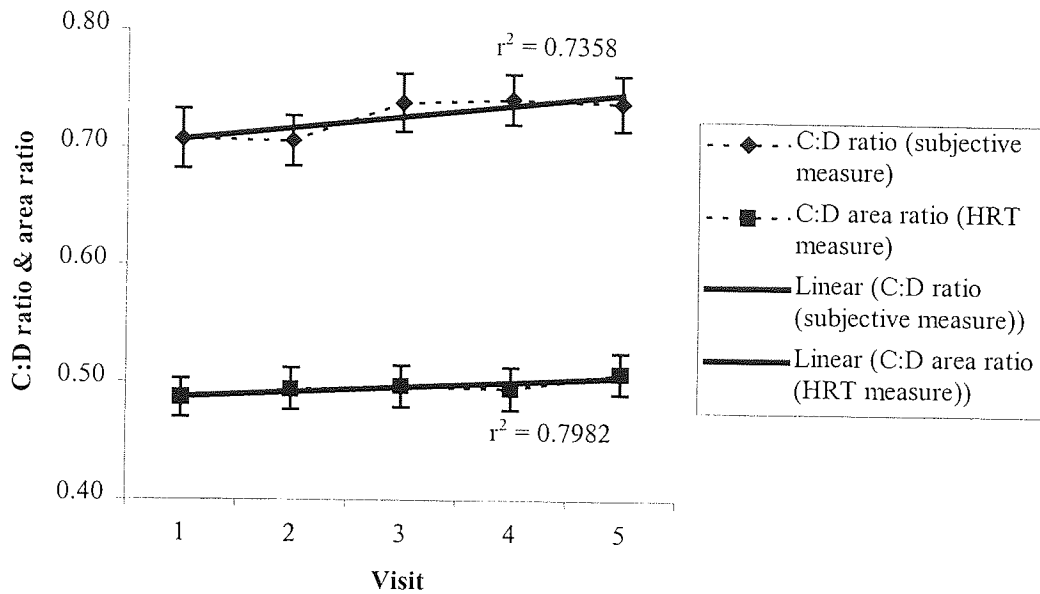 0.80
0.70
0.60
0.50
0.40
C:D ratio & area ratio
r² = 0.7358
r² = 0.7982
1 2 3 4 5
Visit
C:D ratio (subjective
measure)
C:D area ratio (HRT
measure)
Linear (C:D ratio
(subjective measure))
Linear (C:D area ratio
(HRT measure))